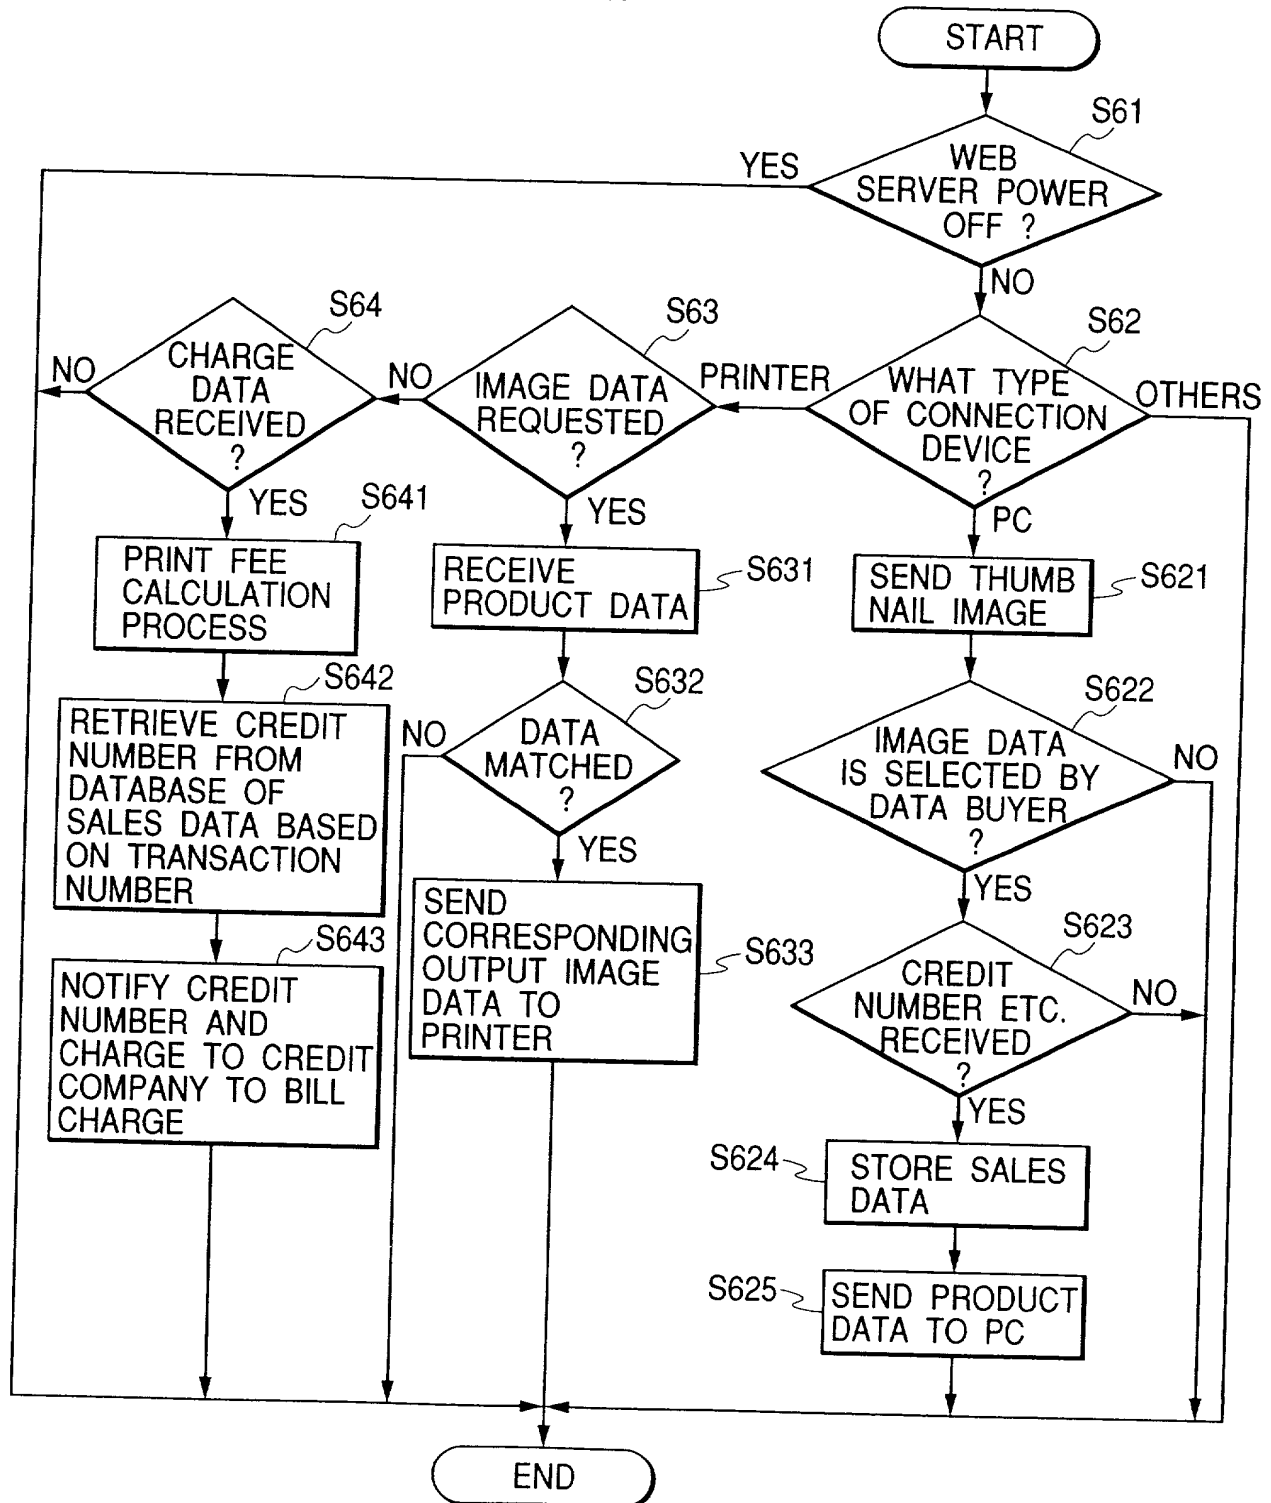 START
S61
WEB
SERVER POWER
OFF ?
YES
NO
S62
WHAT TYPE
OF CONNECTION
DEVICE
?
PRINTER
OTHERS
PC
S63
IMAGE DATA
REQUESTED
?
NO
YES
S64
CHARGE
DATA
RECEIVED
?
NO
YES
S641
PRINT FEE
CALCULATION
PROCESS
S642
RETRIEVE CREDIT
NUMBER FROM
DATABASE OF
SALES DATA BASED
ON TRANSACTION
NUMBER
S643
NOTIFY CREDIT
NUMBER AND
CHARGE TO CREDIT
COMPANY TO BILL
CHARGE
RECEIVE
PRODUCT DATA
S631
S632
DATA
MATCHED
?
NO
YES
SEND
CORRESPONDING
OUTPUT IMAGE
DATA TO
PRINTER
S633
SEND THUMB
NAIL IMAGE
S621
S622
IMAGE DATA
IS SELECTED BY
DATA BUYER
?
NO
YES
S623
CREDIT
NUMBER ETC.
RECEIVED
?
NO
YES
S624
STORE SALES
DATA
S625
SEND PRODUCT
DATA TO PC
END